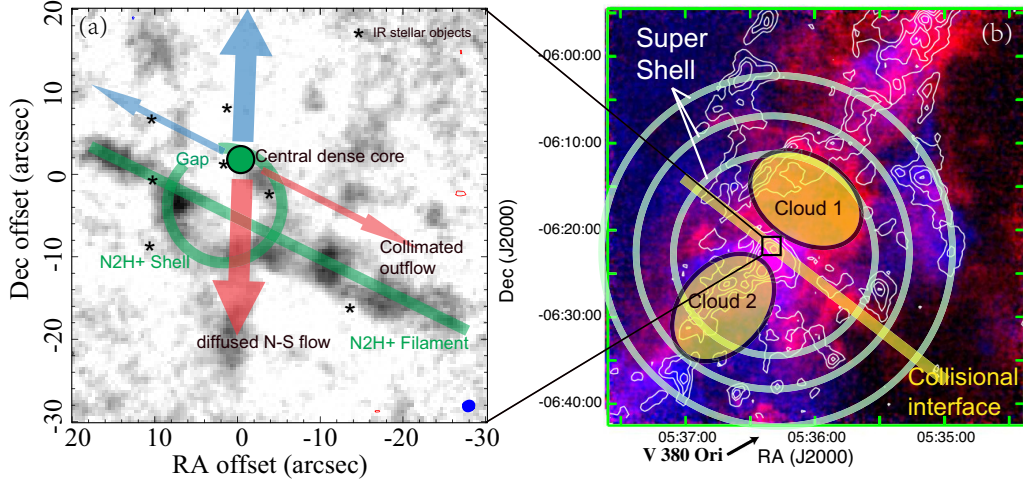 (a)
* IR stellar objects
Gap
Central dense core
Collimated
outflow
N2H+ Shell
diffused N-S flow
N2H+ Filament
Dec offset (arcsec)
20
10
0
-10
-20
-30
20
10
0
-10
-20
-30
RA offset (arcsec)
(b)
Super
Shell
Cloud 1
Cloud 2
Collisional
interface
Dec (J2000)
-06:00:00
-06:10:00
-06:20:00
-06:30:00
-06:40:00
05:37:00
05:36:00
05:35:00
V 380 Ori
RA (J2000)